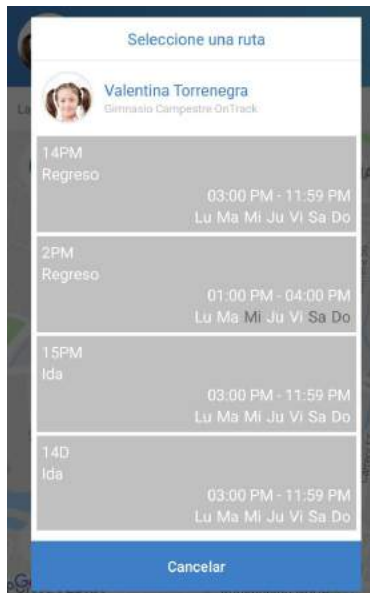 Seleccione una ruta
Valentina Torrenegra
Gimnasio Campestre OnTrack
14PM
Regreso
03:00 PM - 11:59 PM
Lu Ma Mi Ju Vi Sa Do
2PM
Regreso
01:00 PM - 04:00 PM
Lu Ma Mi Ju Vi Sa Do
15PM
Ida
03:00 PM - 11:59 PM
Lu Ma Mi Ju Vi Sa Do
14D
Ida
03:00 PM - 11:59 PM
Lu Ma Mi Ju Vi Sa Do
Cancelar